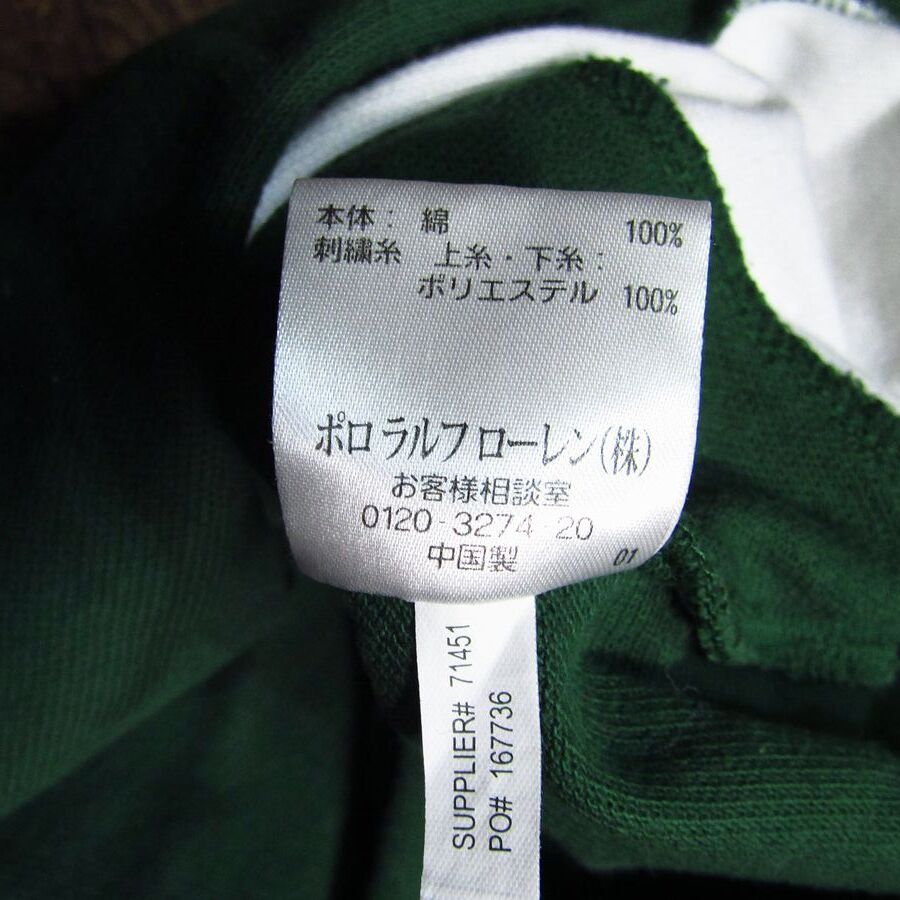 本体： 綿 100%
刺繍糸 上糸・下糸：
ポリエステル 100%
ポロ ラルフ ローレン(株)
お客様相談室
0120-3274-20
中国製 01
SUPPLIER# 71451
PO# 167736